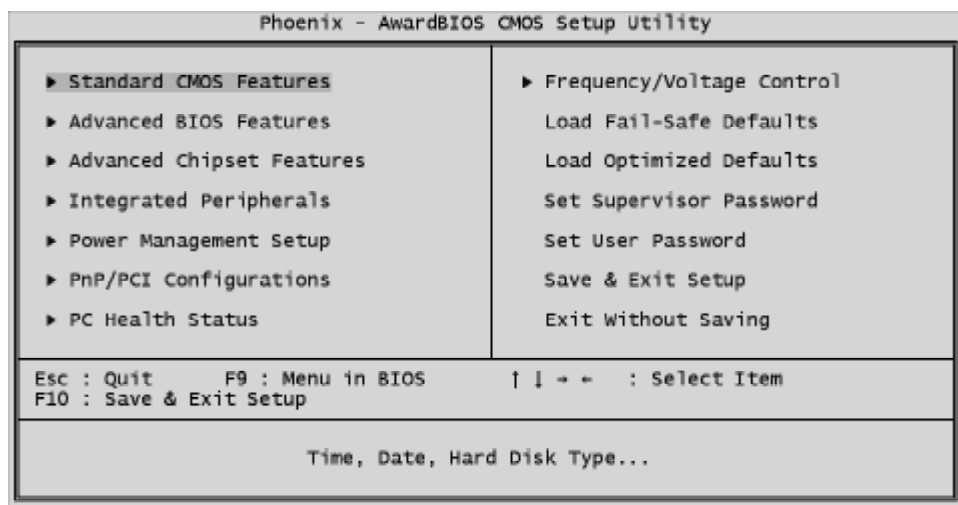 Phoenix - AwardBIOS CMOS Setup Utility
▶ Standard CMOS Features
▶ Advanced BIOS Features
▶ Advanced Chipset Features
▶ Integrated Peripherals
▶ Power Management Setup
▶ PnP/PCI Configurations
▶ PC Health Status
▶ Frequency/Voltage Control
Load Fail-Safe Defaults
Load Optimized Defaults
Set Supervisor Password
Set User Password
Save & Exit Setup
Exit Without Saving
Esc : Quit F9 : Menu in BIOS ↑ ↓ → ← : Select Item
F10 : Save & Exit Setup
Time, Date, Hard Disk Type...